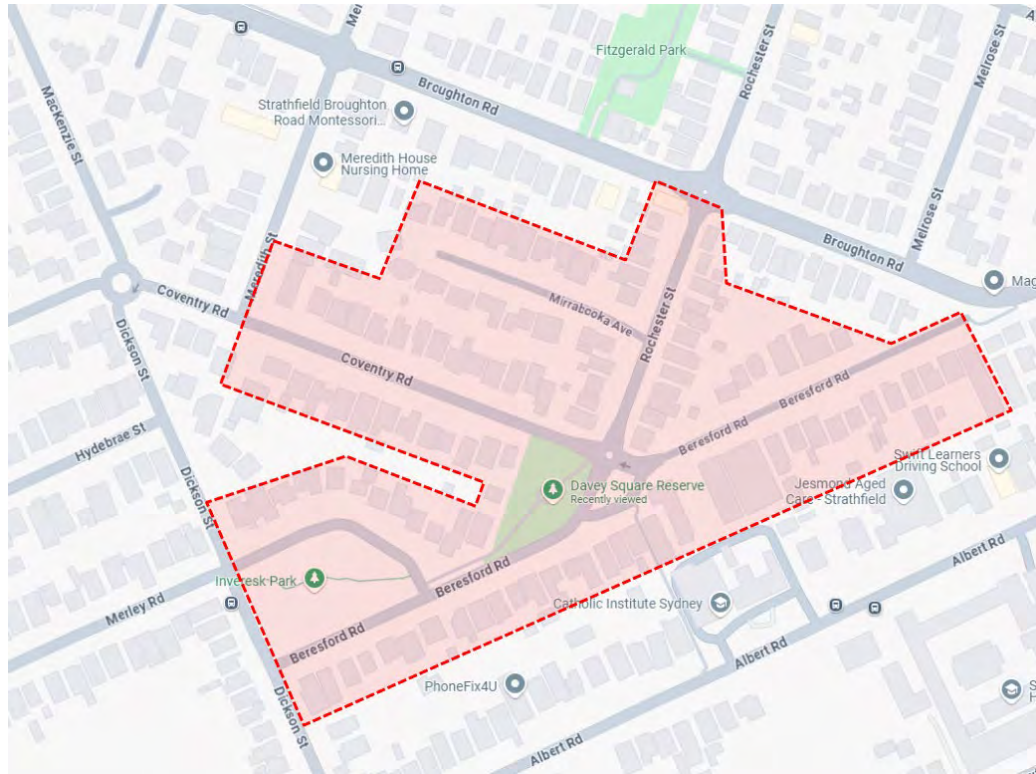 Fitzgerald Park
Rochester St
Melrose St
Mackenzie St
Strathfield Broughton
Road Montessori...
Broughton Rd
Meredith House
Nursing Home
Melrose St
Meredith St
Broughton Rd
Mag
Coventry Rd
Mirrabooka Ave
Rochester St
Dickson St
Coventry Rd
Beresford Rd
Beresford Rd
Hydebrae St
Swift Learners
Driving School
Davey Square Reserve
Recently viewed
Jesmond Aged
Care - Strathfield
Dickson St
Albert Rd
Beresford Rd
Inveresk Park
Merley Rd
Catholic Institute Sydney
Beresford Rd
Albert Rd
PhoneFix4U
Dickson St
Albert Rd